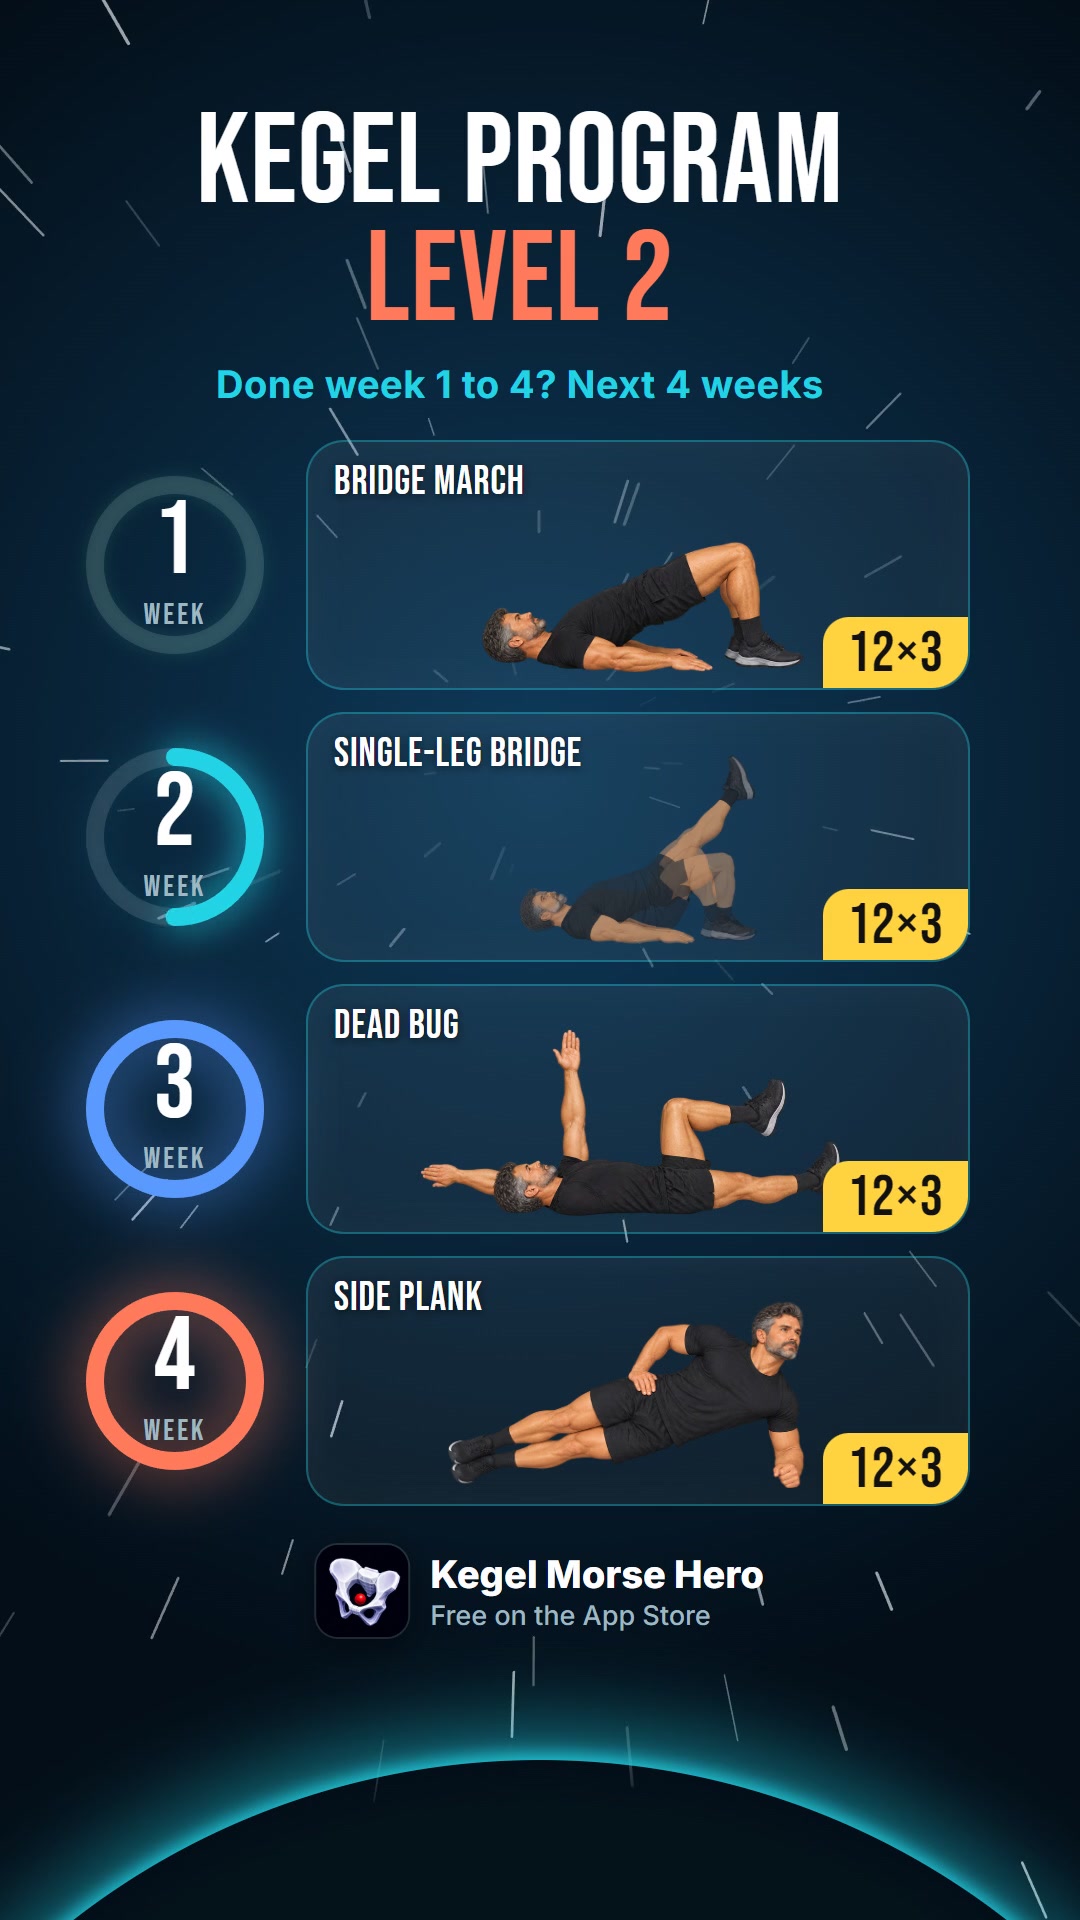 KEGEL PROGRAM
LEVEL 2
Done week 1 to 4? Next 4 weeks
1
WEEK
BRIDGE MARCH
12×3
2
WEEK
SINGLE-LEG BRIDGE
12×3
3
WEEK
DEAD BUG
12×3
4
WEEK
SIDE PLANK
12×3
Kegel Morse Hero
Free on the App Store